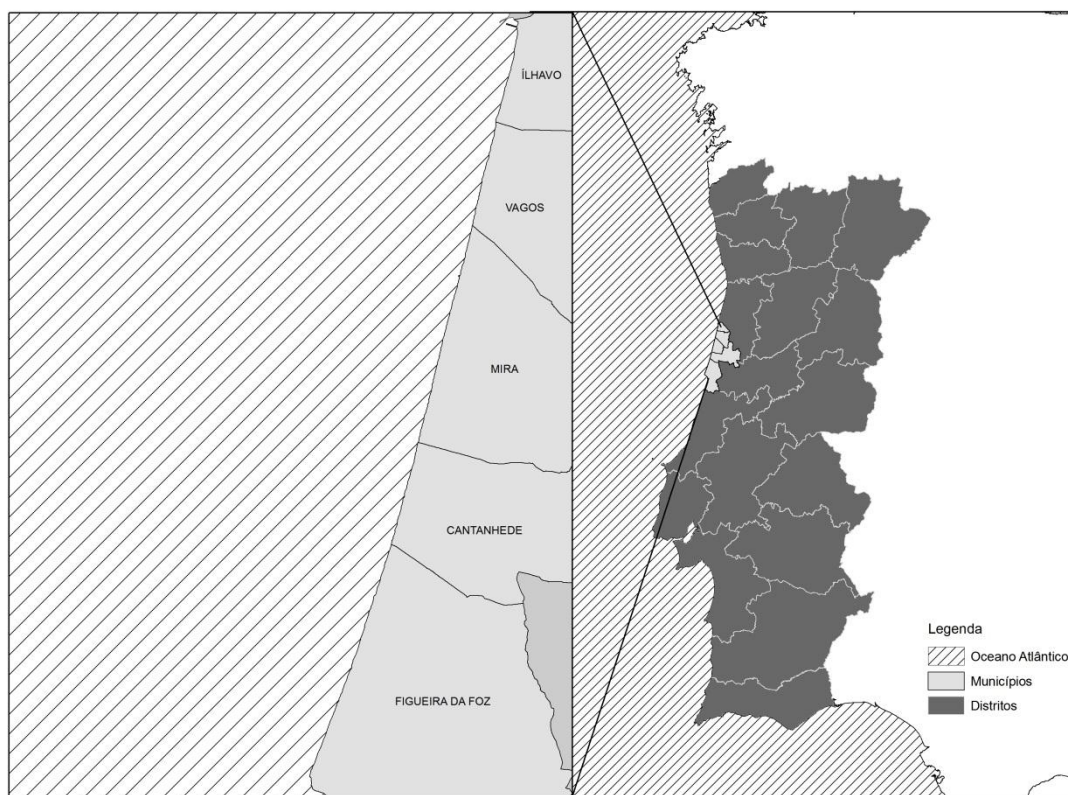 ÍLHAVO
VAGOS
MIRA
CANTANHEDE
FIGUEIRA DA FOZ
Legenda
Oceano Atlântico
Municípios
Distritos